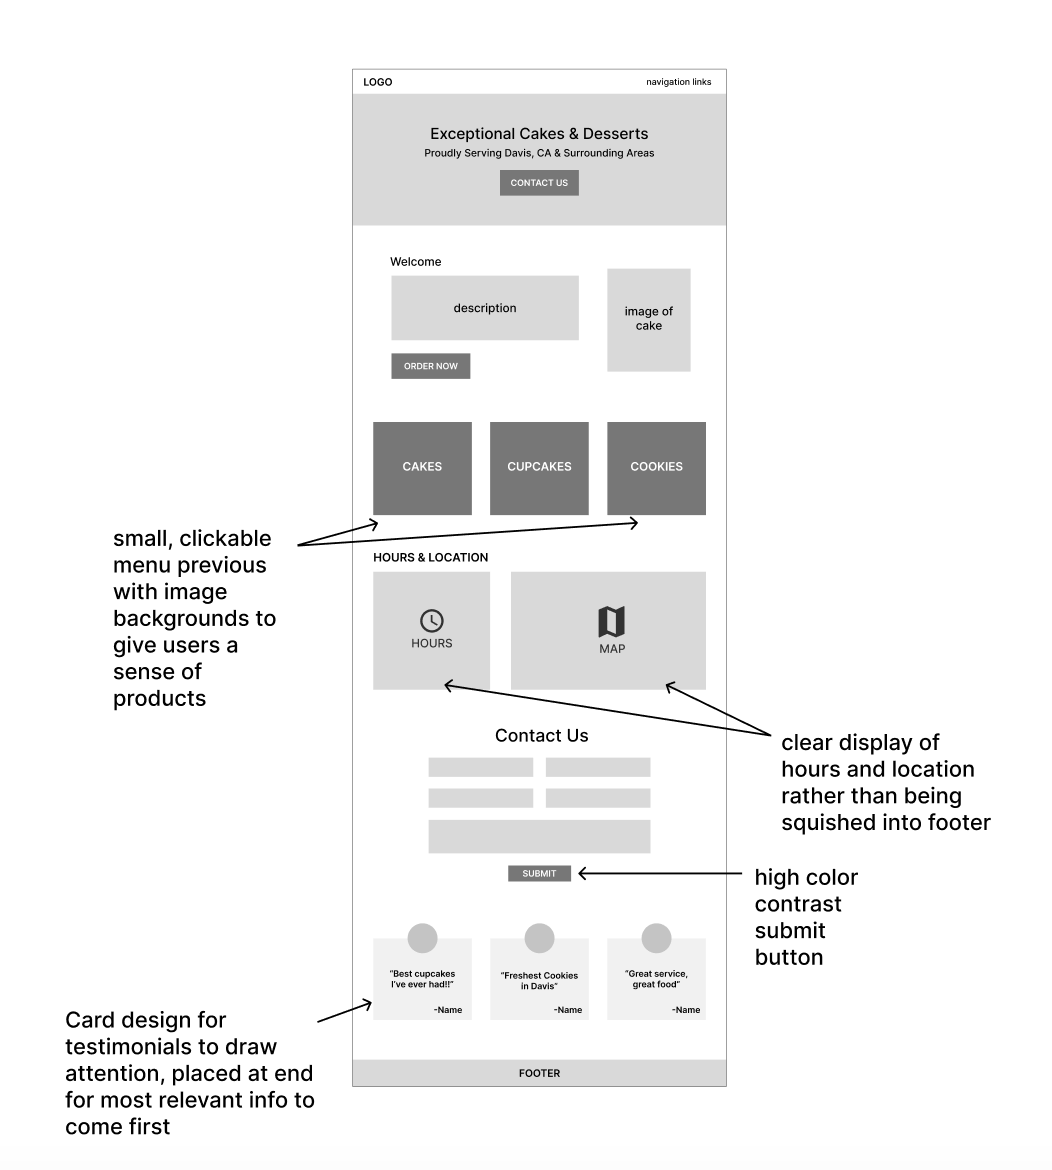 LOGO
navigation links
Exceptional Cakes & Desserts
Proudly Serving Davis, CA & Surrounding Areas
CONTACT US
Welcome
description
image of
cake
ORDER NOW
CAKES
CUPCAKES
COOKIES
small, clickable
menu previous
with image
backgrounds to
give users a
sense of
products
HOURS & LOCATION
HOURS
MAP
clear display of
hours and location
rather than being
squished into footer
Contact Us
SUBMIT
high color
contrast
submit
button
“Best cupcakes
I’ve ever had!!”
-Name
“Freshest Cookies
in Davis”
-Name
“Great service,
great food”
-Name
Card design for
testimonials to draw
attention, placed at end
for most relevant info to
come first
FOOTER